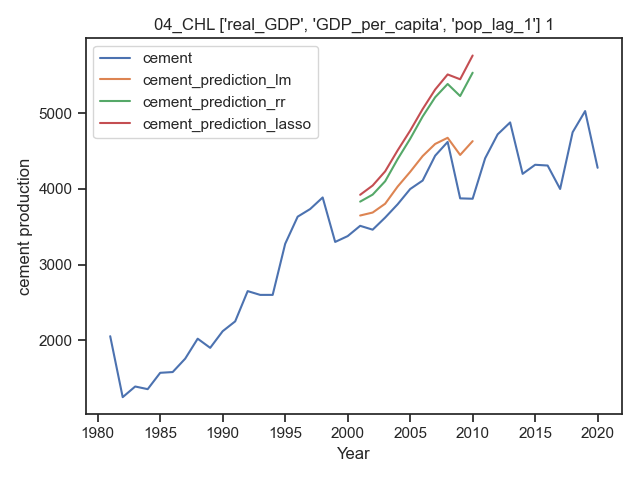 04_CHL ['real_GDP', 'GDP_per_capita', 'pop_lag_1'] 1
cement
cement_prediction_lm
cement_prediction_rr
cement_prediction_lasso
cement production
5000
4000
3000
2000
1980 1985 1990 1995 2000 2005 2010 2015 2020
Year